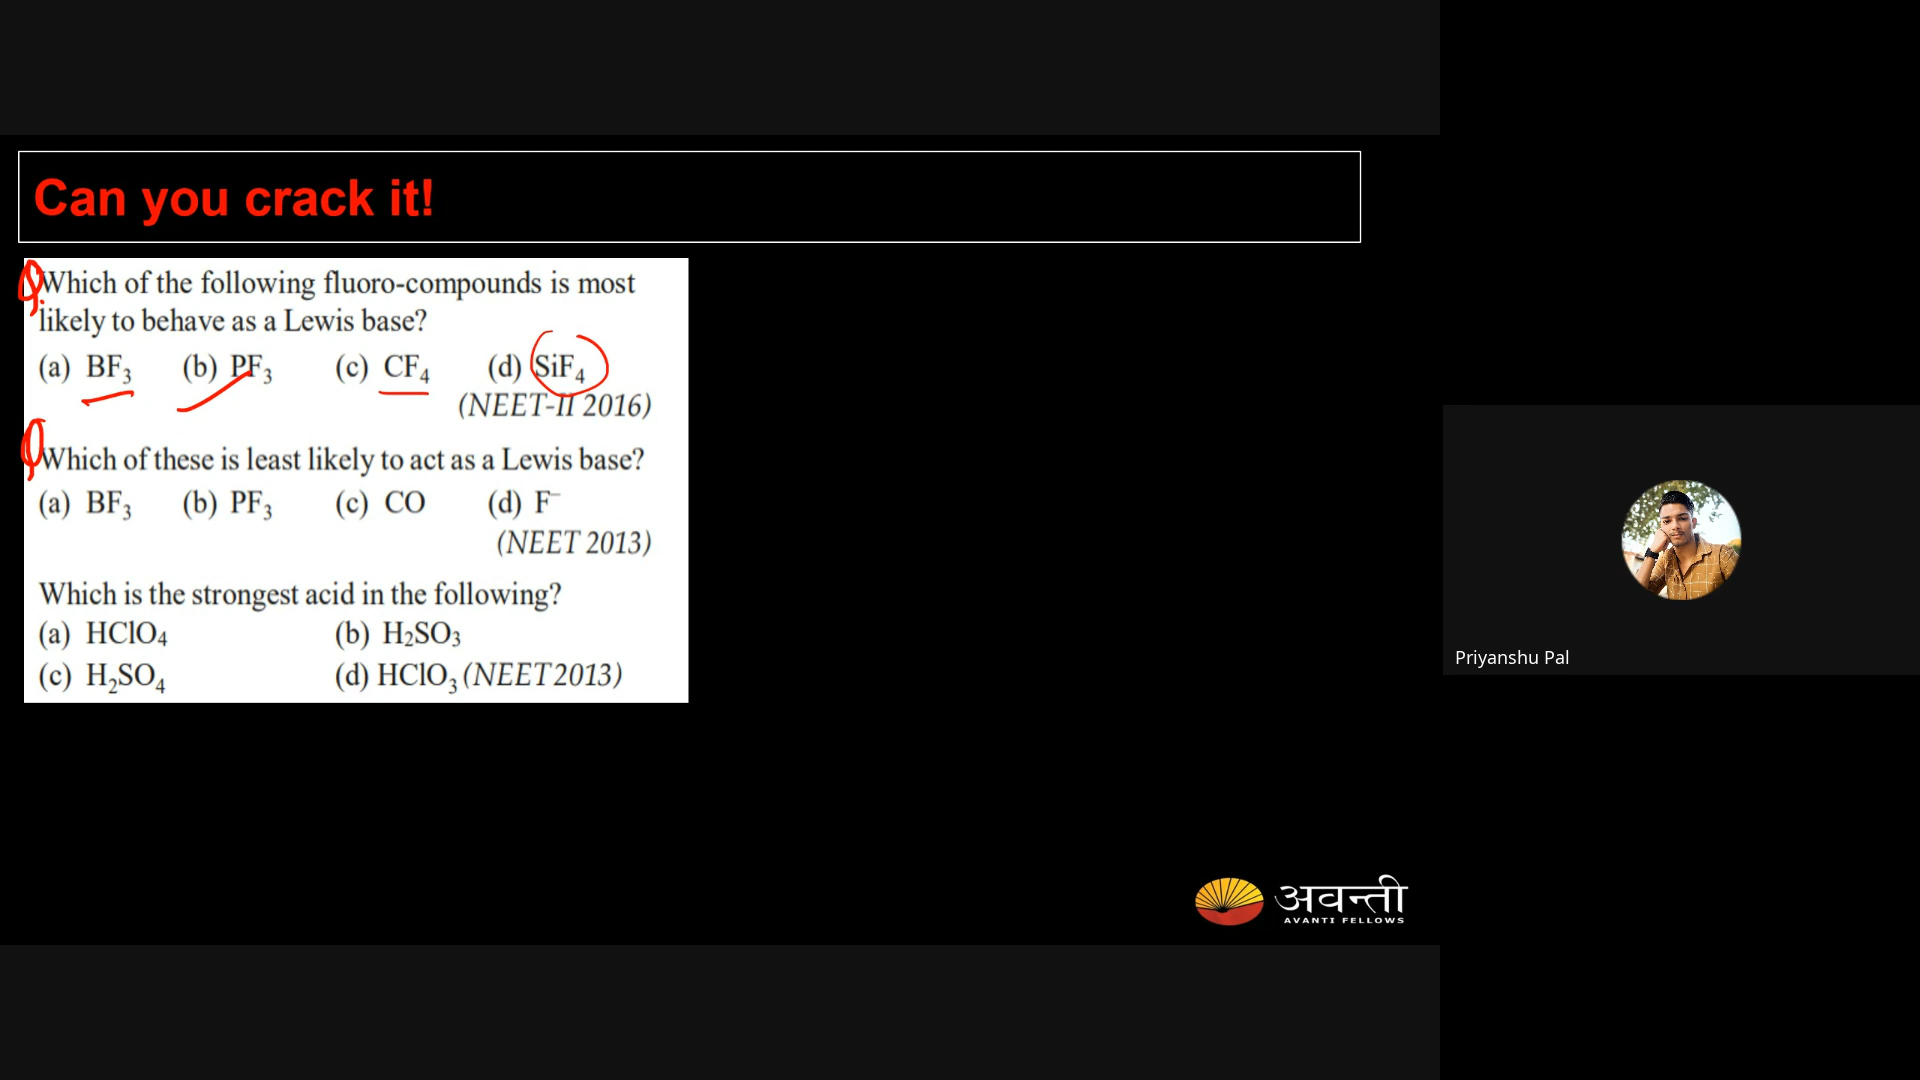 Can you crack it!
Q. Which of the following fluoro-compounds is most
likely to behave as a Lewis base?
(a) BF₃ (b) PF₃ (c) CF₄ (d) SiF₄
(NEET-II 2016)
Q Which of these is least likely to act as a Lewis base?
(a) BF₃ (b) PF₃ (c) CO (d) F⁻
(NEET 2013)
Which is the strongest acid in the following?
(a) HClO₄ (b) H₂SO₃
(c) H₂SO₄ (d) HClO₃ (NEET 2013)
Priyanshu Pal
अवन्ती
AVANTI FELLOWS